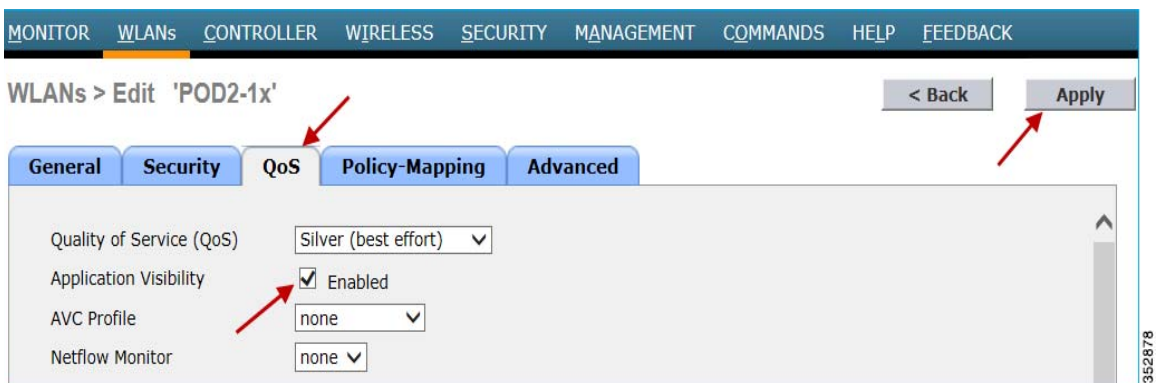 MONITOR WLANs CONTROLLER WIRELESS SECURITY MANAGEMENT COMMANDS HELP FEEDBACK
WLANs > Edit 'POD2-1x' < Back Apply
General Security QoS Policy-Mapping Advanced
Quality of Service (QoS) Silver (best effort)
Application Visibility Enabled
AVC Profile none
Netflow Monitor none
352878